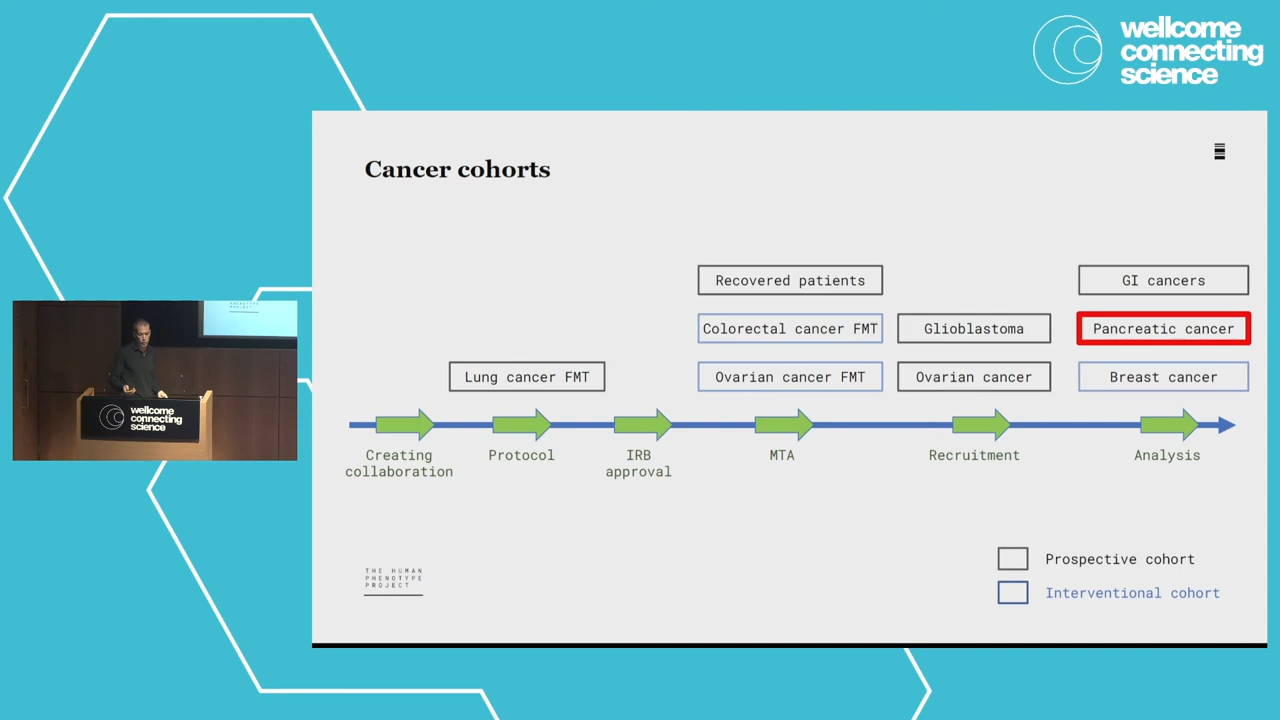 wellcome
connecting
science
Cancer cohorts
Recovered patients
GI cancers
Colorectal cancer FMT
Glioblastoma
Pancreatic cancer
Lung cancer FMT
Ovarian cancer FMT
Ovarian cancer
Breast cancer
Creating
collaboration
Protocol
IRB
approval
MTA
Recruitment
Analysis
Prospective cohort
Interventional cohort
THE HUMAN
PHENOTYPE
PROJECT
wellcome
connecting
science
PHENOTYPE
PROJECT